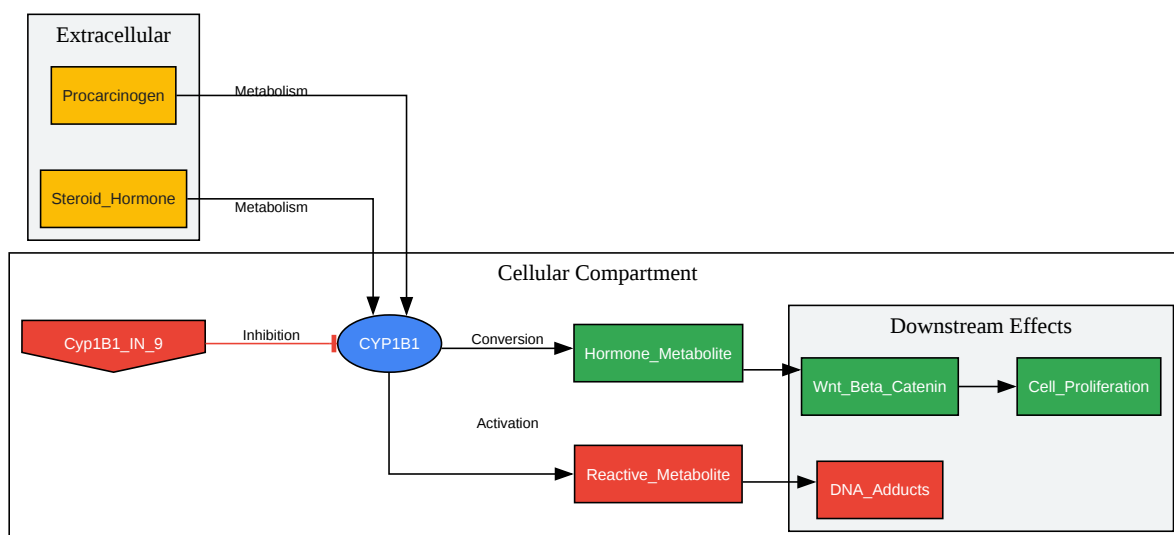 Extracellular
Procarcinogen
Metabolism
Steroid_Hormone
Metabolism
Cellular Compartment
Cyp1B1_IN_9
Inhibition
CYP1B1
Conversion
Hormone_Metabolite
Downstream Effects
Wnt_Beta_Catenin
Cell_Proliferation
Activation
Reactive_Metabolite
DNA_Adducts